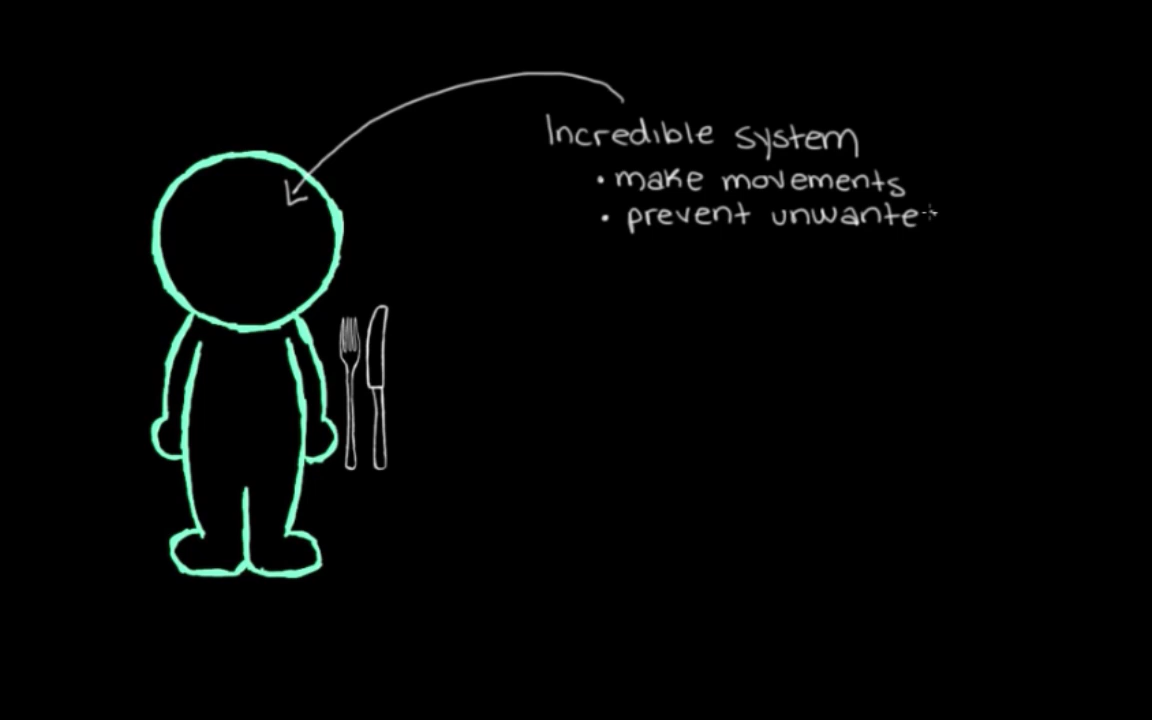 Incredible system
• make movements
• prevent unwante